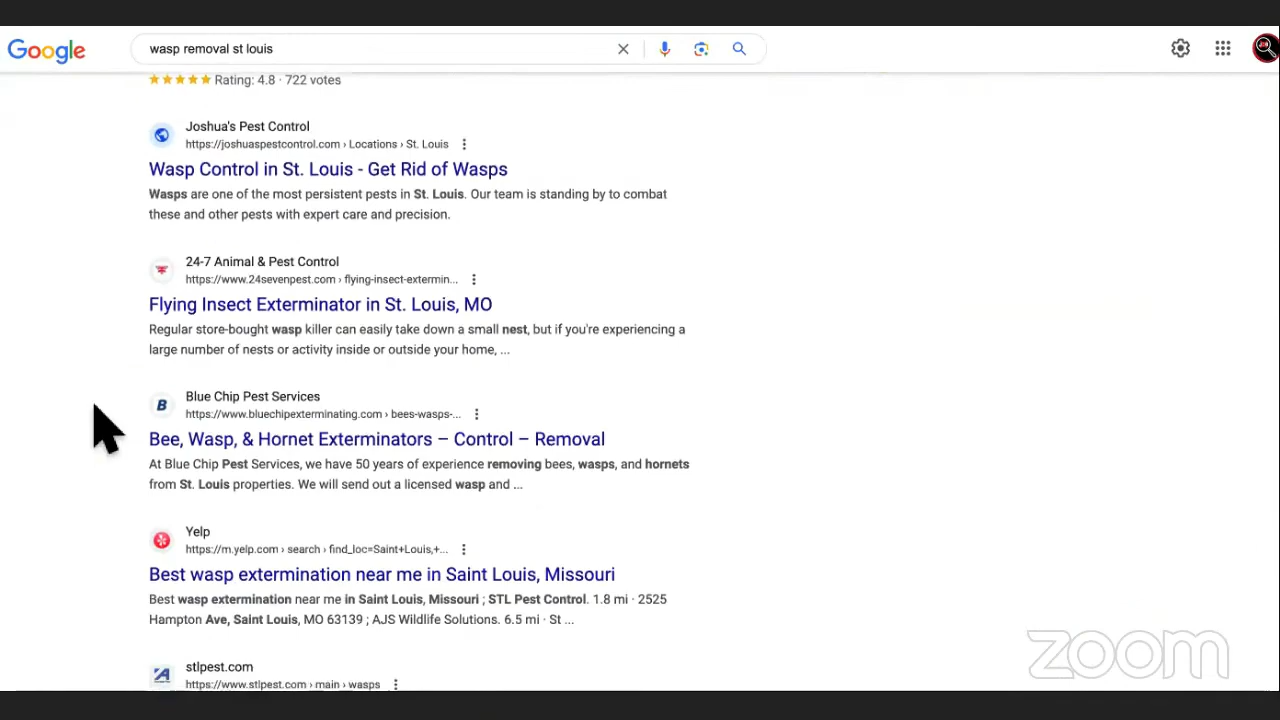 Google
wasp removal st louis
Rating: 4.8 · 722 votes
Joshua's Pest Control
https://joshuaspestcontrol.com › Locations › St. Louis
Wasp Control in St. Louis - Get Rid of Wasps
Wasps are one of the most persistent pests in St. Louis. Our team is standing by to combat
these and other pests with expert care and precision.
24-7 Animal & Pest Control
https://www.24sevenpest.com › flying-insect-extermin...
Flying Insect Exterminator in St. Louis, MO
Regular store-bought wasp killer can easily take down a small nest, but if you're experiencing a
large number of nests or activity inside or outside your home, ...
Blue Chip Pest Services
https://www.bluechipexterminating.com › bees-wasps-...
Bee, Wasp, & Hornet Exterminators – Control – Removal
At Blue Chip Pest Services, we have 50 years of experience removing bees, wasps, and hornets
from St. Louis properties. We will send out a licensed wasp and ...
Yelp
https://m.yelp.com › search › find_loc=Saint+Louis,+...
Best wasp extermination near me in Saint Louis, Missouri
Best wasp extermination near me in Saint Louis, Missouri ; STL Pest Control. 1.8 mi · 2525
Hampton Ave, Saint Louis, MO 63139 ; AJS Wildlife Solutions. 6.5 mi · St ...
stlpest.com
https://www.stlpest.com › main › wasps
zoom